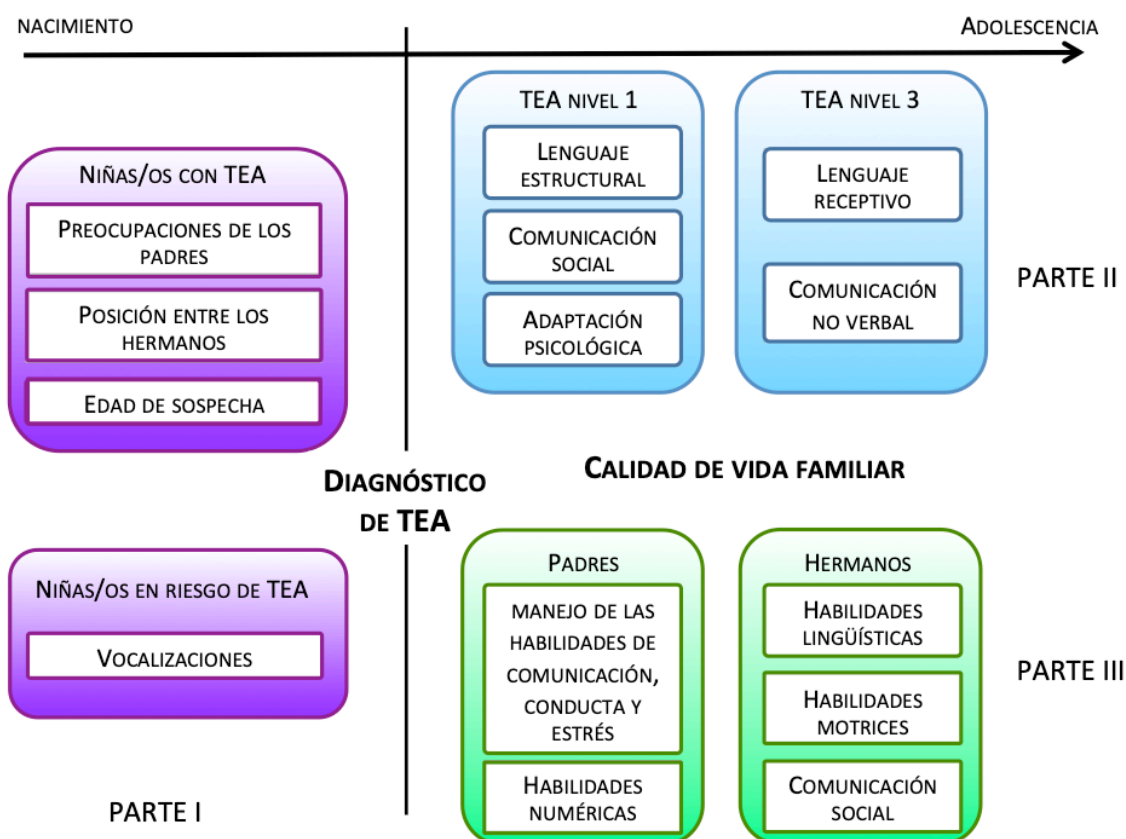 NACIMIENTO
ADOLESCENCIA
NIÑAS/OS CON TEA
PREOCUPACIONES DE LOS
PADRES
POSICIÓN ENTRE LOS
HERMANOS
EDAD DE SOSPECHA
TEA NIVEL 1
LENGUAJE
ESTRUCTURAL
COMUNICACIÓN
SOCIAL
ADAPTACIÓN
PSICOLÓGICA
TEA NIVEL 3
LENGUAJE
RECEPTIVO
COMUNICACIÓN
NO VERBAL
PARTE II
DIAGNÓSTICO
DE TEA
CALIDAD DE VIDA FAMILIAR
NIÑAS/OS EN RIESGO DE TEA
VOCALIZACIONES
PARTE I
PADRES
MANEJO DE LAS
HABILIDADES DE
COMUNICACIÓN,
CONDUCTA Y
ESTRÉS
HABILIDADES
NUMÉRICAS
HERMANOS
HABILIDADES
LINGÜÍSTICAS
HABILIDADES
MOTRICES
COMUNICACIÓN
SOCIAL
PARTE III